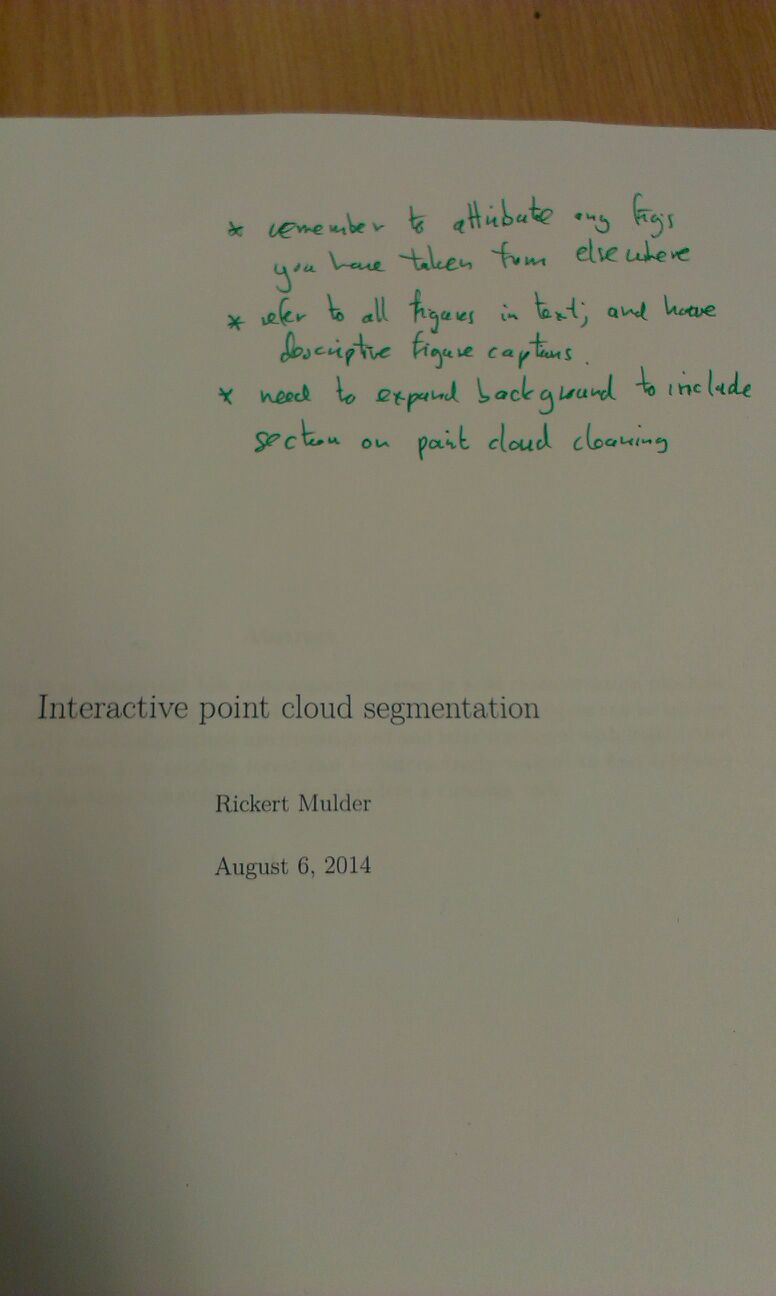 * remember to attribute any figs
you have taken from elsewhere
* refer to all figures in text; and have
descriptive figure captions.
* need to expand background to include
section on point cloud cleaning
Abstract
Interactive point cloud segmentation
Rickert Mulder
August 6, 2014